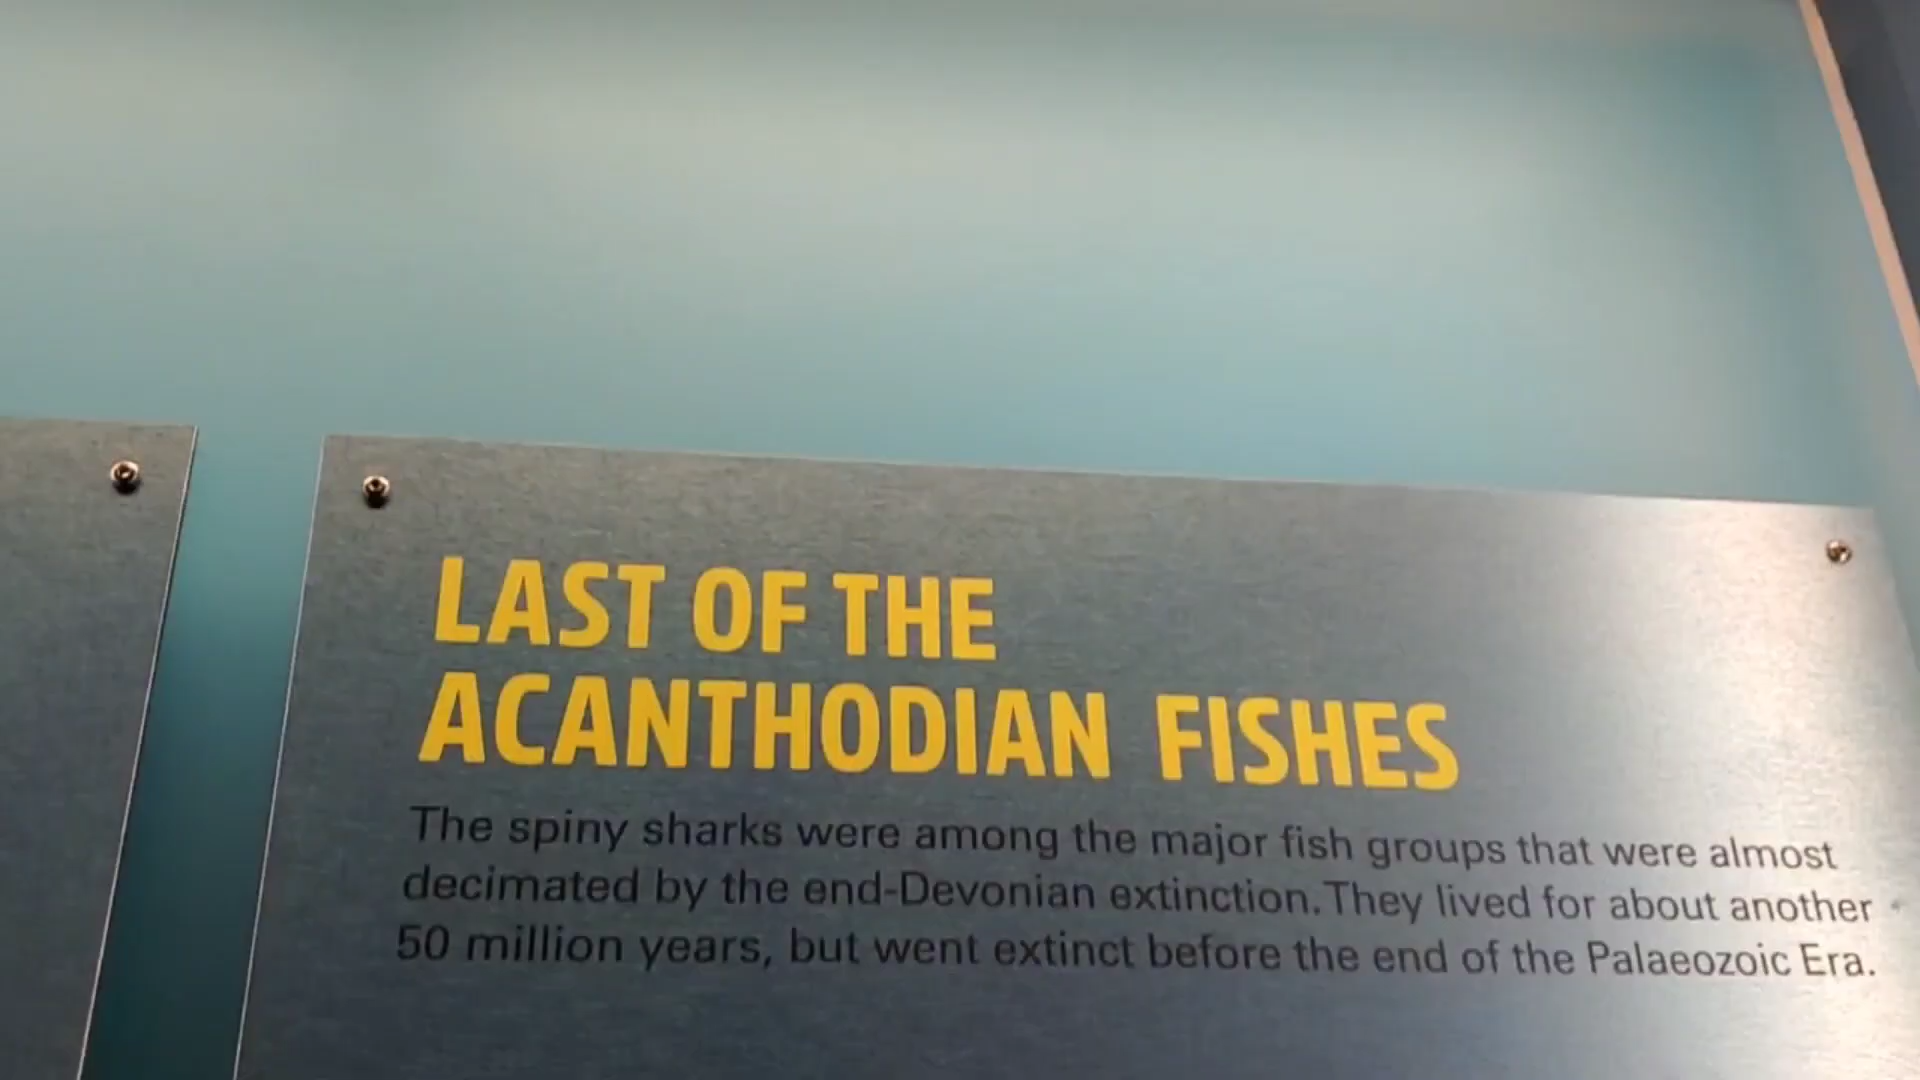 LAST OF THE
ACANTHODIAN FISHES
The spiny sharks were among the major fish groups that were almost
decimated by the end-Devonian extinction. They lived for about another
50 million years, but went extinct before the end of the Palaeozoic Era.